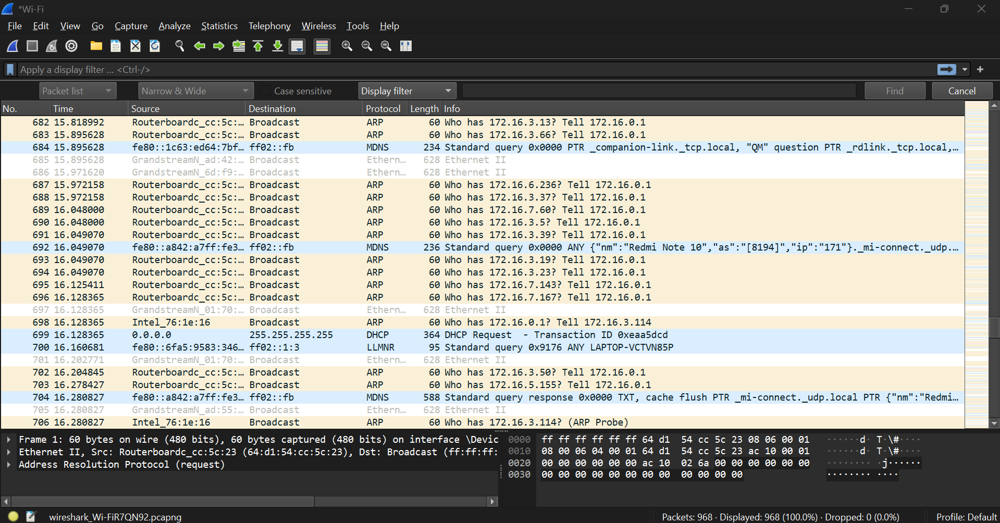 *Wi-Fi
File Edit View Go Capture Analyze Statistics Telephony Wireless Tools Help
Apply a display filter ... <Ctrl-/>
Packet list Narrow & Wide Case sensitive Display filter Find Cancel
No. Time Source Destination Protocol Length Info
682 15.818992 Routerboardc_cc:5c:… Broadcast ARP 60 Who has 172.16.3.13? Tell 172.16.0.1
683 15.895628 Routerboardc_cc:5c:… Broadcast ARP 60 Who has 172.16.3.66? Tell 172.16.0.1
684 15.895628 fe80::1c63:ed64:7bf… ff02::fb MDNS 234 Standard query 0x0000 PTR _companion-link._tcp.local, "QM" question PTR _rdlink._tcp.local,…
685 15.895628 GrandstreamN_ad:42:… Broadcast Ethern… 628 Ethernet II
686 15.971620 GrandstreamN_6d:f9:… Broadcast Ethern… 628 Ethernet II
687 15.972158 Routerboardc_cc:5c:… Broadcast ARP 60 Who has 172.16.6.236? Tell 172.16.0.1
688 15.972158 Routerboardc_cc:5c:… Broadcast ARP 60 Who has 172.16.3.37? Tell 172.16.0.1
689 16.048000 Routerboardc_cc:5c:… Broadcast ARP 60 Who has 172.16.7.60? Tell 172.16.0.1
690 16.048000 Routerboardc_cc:5c:… Broadcast ARP 60 Who has 172.16.3.5? Tell 172.16.0.1
691 16.049070 Routerboardc_cc:5c:… Broadcast ARP 60 Who has 172.16.3.39? Tell 172.16.0.1
692 16.049070 fe80::a842:a7ff:fe3… ff02::fb MDNS 236 Standard query 0x0000 ANY {"nm":"Redmi Note 10","as":"[8194]","ip":"171"}._mi-connect._udp.…
693 16.049070 Routerboardc_cc:5c:… Broadcast ARP 60 Who has 172.16.3.19? Tell 172.16.0.1
694 16.049070 Routerboardc_cc:5c:… Broadcast ARP 60 Who has 172.16.3.23? Tell 172.16.0.1
695 16.125411 Routerboardc_cc:5c:… Broadcast ARP 60 Who has 172.16.7.143? Tell 172.16.0.1
696 16.128365 Routerboardc_cc:5c:… Broadcast ARP 60 Who has 172.16.7.167? Tell 172.16.0.1
697 16.128365 GrandstreamN_01:70:… Broadcast Ethern… 628 Ethernet II
698 16.128365 Intel_76:1e:16 Broadcast ARP 60 Who has 172.16.0.1? Tell 172.16.3.114
699 16.128365 0.0.0.0 255.255.255.255 DHCP 364 DHCP Request - Transaction ID 0xeaa5dcd
700 16.160681 fe80::6fa5:9583:346… ff02::1:3 LLMNR 95 Standard query 0x9176 ANY LAPTOP-VCTVN85P
701 16.202771 GrandstreamN_01:70:… Broadcast Ethern… 628 Ethernet II
702 16.204845 Routerboardc_cc:5c:… Broadcast ARP 60 Who has 172.16.3.50? Tell 172.16.0.1
703 16.278427 Routerboardc_cc:5c:… Broadcast ARP 60 Who has 172.16.5.155? Tell 172.16.0.1
704 16.280827 fe80::a842:a7ff:fe3… ff02::fb MDNS 588 Standard query response 0x0000 TXT, cache flush PTR _mi-connect._udp.local PTR {"nm":"Redmi…
705 16.280827 GrandstreamN_ad:55:… Broadcast Ethern… 628 Ethernet II
706 16.280827 Intel_76:1e:16 Broadcast ARP 60 Who has 172.16.3.114? (ARP Probe)
Frame 1: 60 bytes on wire (480 bits), 60 bytes captured (480 bits) on interface \Devic
Ethernet II, Src: Routerboardc_cc:5c:23 (64:d1:54:cc:5c:23), Dst: Broadcast (ff:ff:ff:
Address Resolution Protocol (request)
0000 ff ff ff ff ff ff 64 d1 54 cc 5c 23 08 06 00 01 ······d· T·\#····
0010 08 00 06 04 00 01 64 d1 54 cc 5c 23 ac 10 00 01 ······d· T·\#····
0020 00 00 00 00 00 00 ac 10 02 6a 00 00 00 00 00 00 ········ ·j······
0030 00 00 00 00 00 00 00 00 00 00 00 00 ········ ····
wireshark_Wi-FiR7QN92.pcapng Packets: 968 · Displayed: 968 (100.0%) · Dropped: 0 (0.0%) Profile: Default